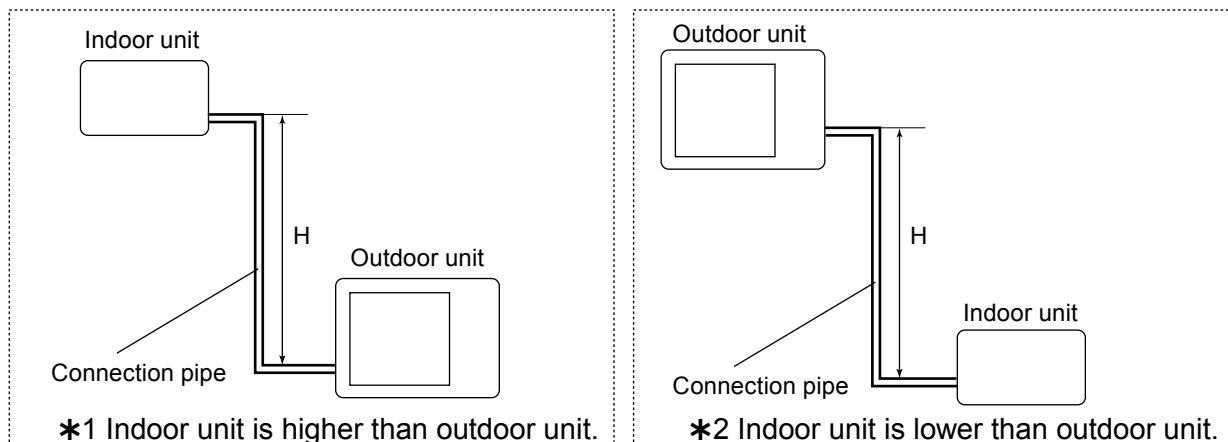 Indoor unit
H
Outdoor unit
Connection pipe
*1 Indoor unit is higher than outdoor unit.
Outdoor unit
H
Indoor unit
Connection pipe
*2 Indoor unit is lower than outdoor unit.